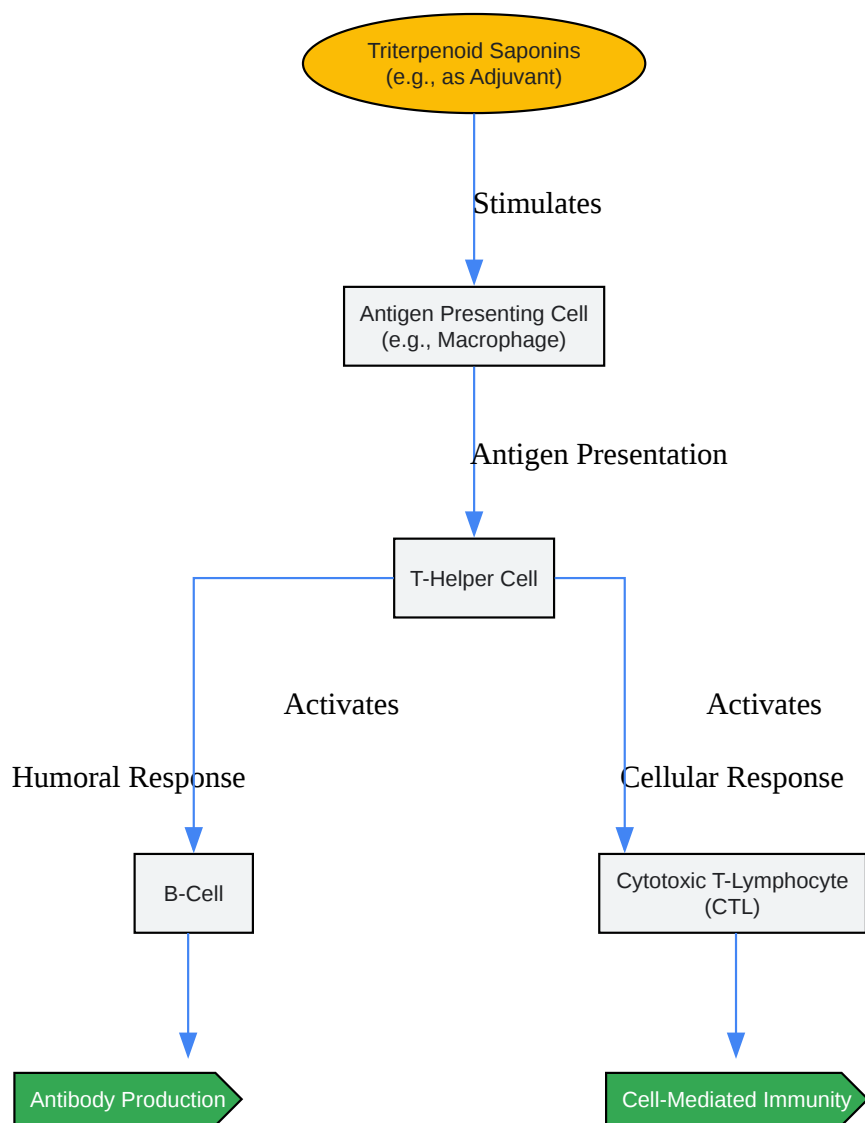 Triterpenoid Saponins
(e.g., as Adjuvant)
Stimulates
Antigen Presenting Cell
(e.g., Macrophage)
Antigen Presentation
T-Helper Cell
Activates
Activates
Humoral Response
Cellular Response
B-Cell
Cytotoxic T-Lymphocyte
(CTL)
Antibody Production
Cell-Mediated Immunity